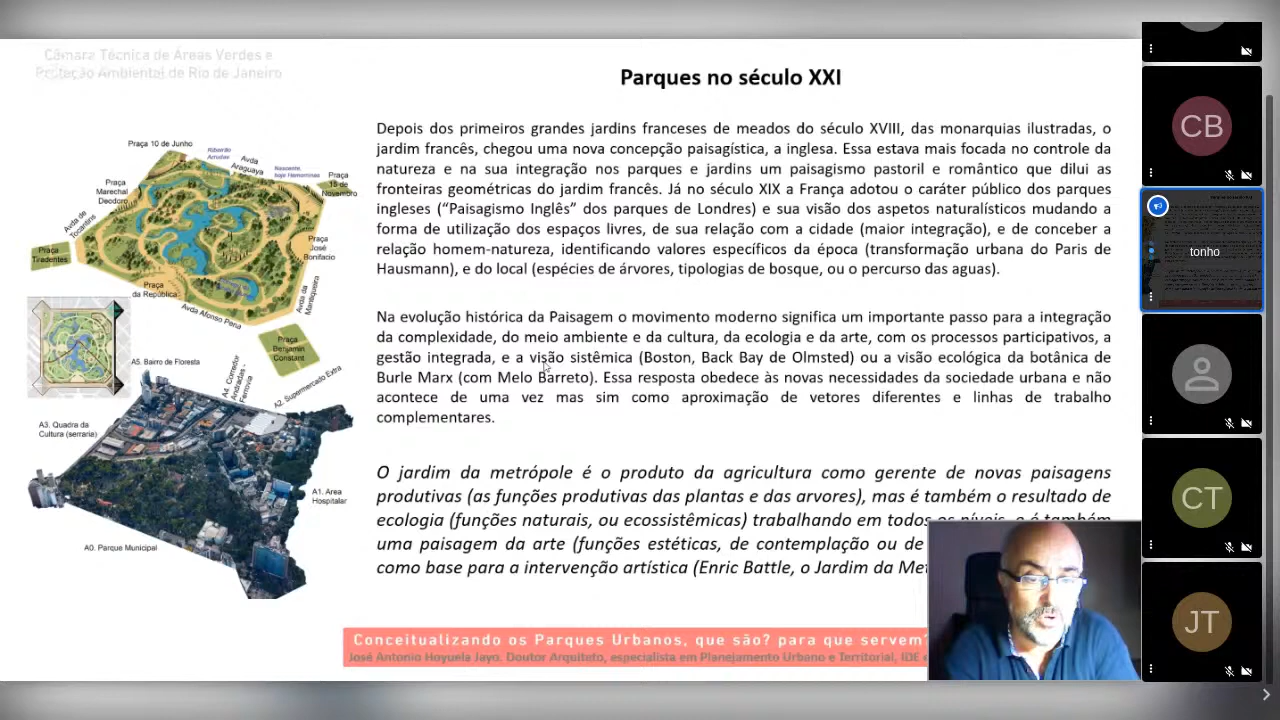 Câmara Técnica de Áreas Verdes e
Proteção Ambiental de Rio de Janeiro
Parques no século XXI
Depois dos primeiros grandes jardins franceses de meados do século XVIII, das monarquias ilustradas, o
jardim francês, chegou uma nova concepção paisagística, a inglesa. Essa estava mais focada no controle da
natureza e na sua integração nos parques e jardins um paisagismo pastoril e romântico que dilui as
fronteiras geométricas do jardim francês. Já no século XIX a França adotou o caráter público dos parques
ingleses (“Paisagismo Inglês” dos parques de Londres) e sua visão dos aspetos naturalísticos mudando a
forma de utilização dos espaços livres, de sua relação com a cidade (maior integração), e de conceber a
relação homem-natureza, identificando valores específicos da época (transformação urbana do Paris de
Hausmann), e do local (espécies de árvores, tipologias de bosque, ou o percurso das aguas).
Na evolução histórica da Paisagem o movimento moderno significa um importante passo para a integração
da complexidade, do meio ambiente e da cultura, da ecologia e da arte, com os processos participativos, a
gestão integrada, e a visão sistêmica (Boston, Back Bay de Olmsted) ou a visão ecológica da botânica de
Burle Marx (com Melo Barreto). Essa resposta obedece às novas necessidades da sociedade urbana e não
acontece de uma vez mas sim como aproximação de vetores diferentes e linhas de trabalho
complementares.
O jardim da metrópole é o produto da agricultura como gerente de novas paisagens
produtivas (as funções produtivas das plantas e das arvores), mas é também o resultado de
ecologia (funções naturais, ou ecossistêmicas) trabalhando em todos os níveis, e é também
uma paisagem da arte (funções estéticas, de contemplação ou de
como base para a intervenção artística (Enric Battle, o Jardim da
Praça 10 de Junho
Ribeirão
Arrudas
Avda
Araguaya
Nascente,
Praça
15 de
Novembro
Praça
Marechal
Deodoro
Avda de
Tocantins
Praça
Tiradentes
Praça
José
Bonifacio
Praça
da República
Avda da
Mantiqueira
Avda Afonso Pena
Praça
Benjamin
Constant
A5. Bairro de Floresta
A4. Corredor
Andradas -
Ferrovia
A2. Supermercado Extra
A3. Quadra da
Cultura (serraria)
A1. Area
Hospitalar
A0. Parque Municipal
Conceitualizando os Parques Urbanos, que são? para que servem?
José Antonio Hoyuela Jayo. Doutor Arquiteto, especialista em Planejamento Urbano e Territorial, IDE
CB
tonho
CT
JT